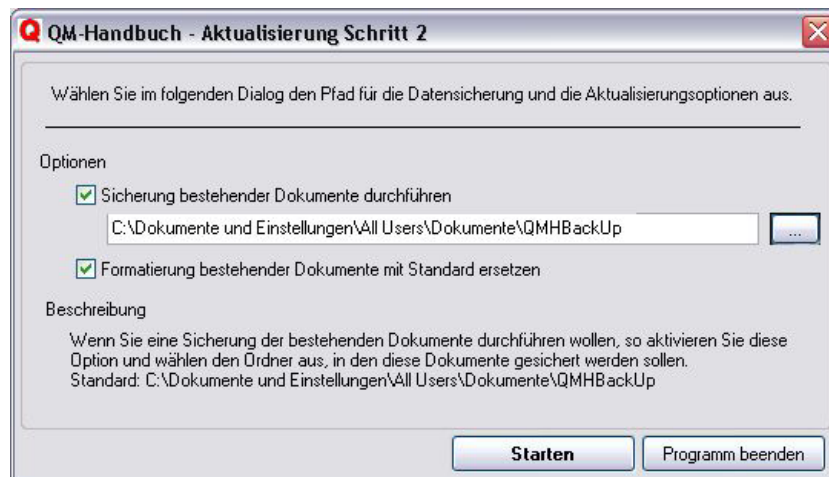 Q QM-Handbuch - Aktualisierung Schritt 2
Wählen Sie im folgenden Dialog den Pfad für die Datensicherung und die Aktualisierungsoptionen aus.
Optionen
Sicherung bestehender Dokumente durchführen
C:\Dokumente und Einstellungen\All Users\Dokumente\QMHBackUp
...
Formatierung bestehender Dokumente mit Standard ersetzen
Beschreibung
Wenn Sie eine Sicherung der bestehenden Dokumente durchführen wollen, so aktivieren Sie diese
Option und wählen den Ordner aus, in den diese Dokumente gesichert werden sollen.
Standard: C:\Dokumente und Einstellungen\All Users\Dokumente\QMHBackUp
Starten
Programm beenden